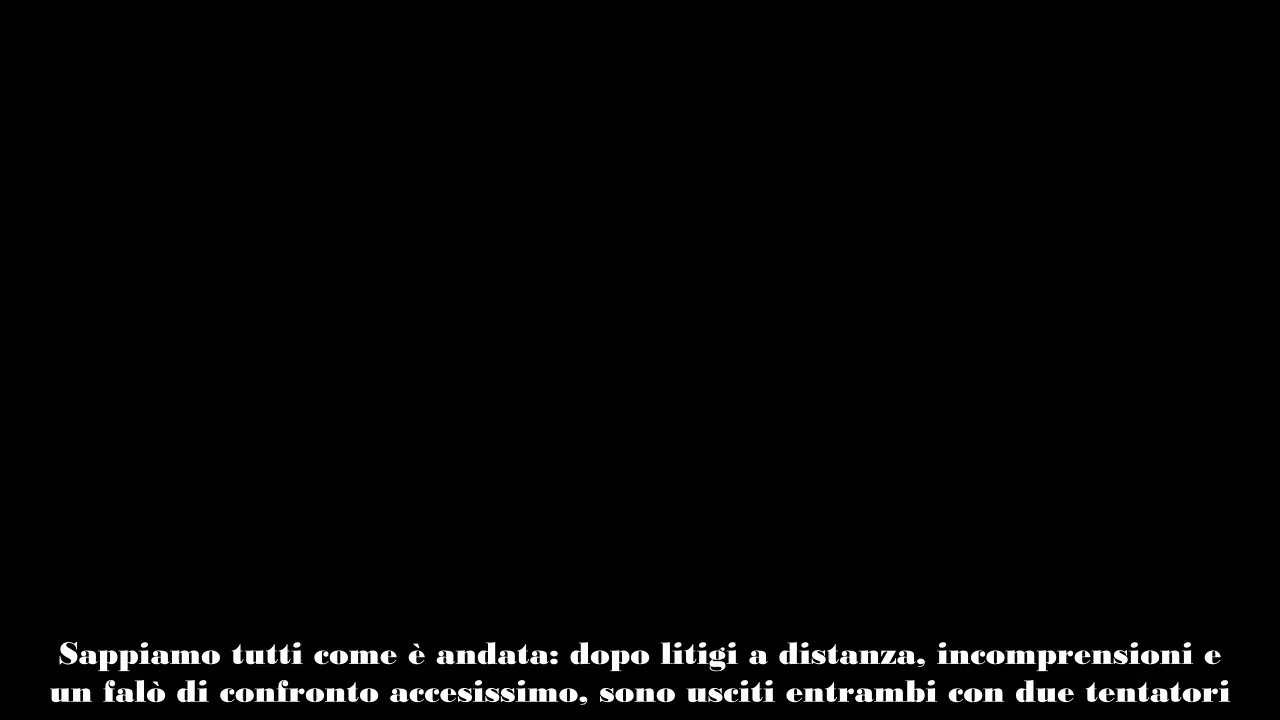 Sappiamo tutti come è andata: dopo litigi a distanza, incomprensioni e
un falò di confronto accesissimo, sono usciti entrambi con due tentatori